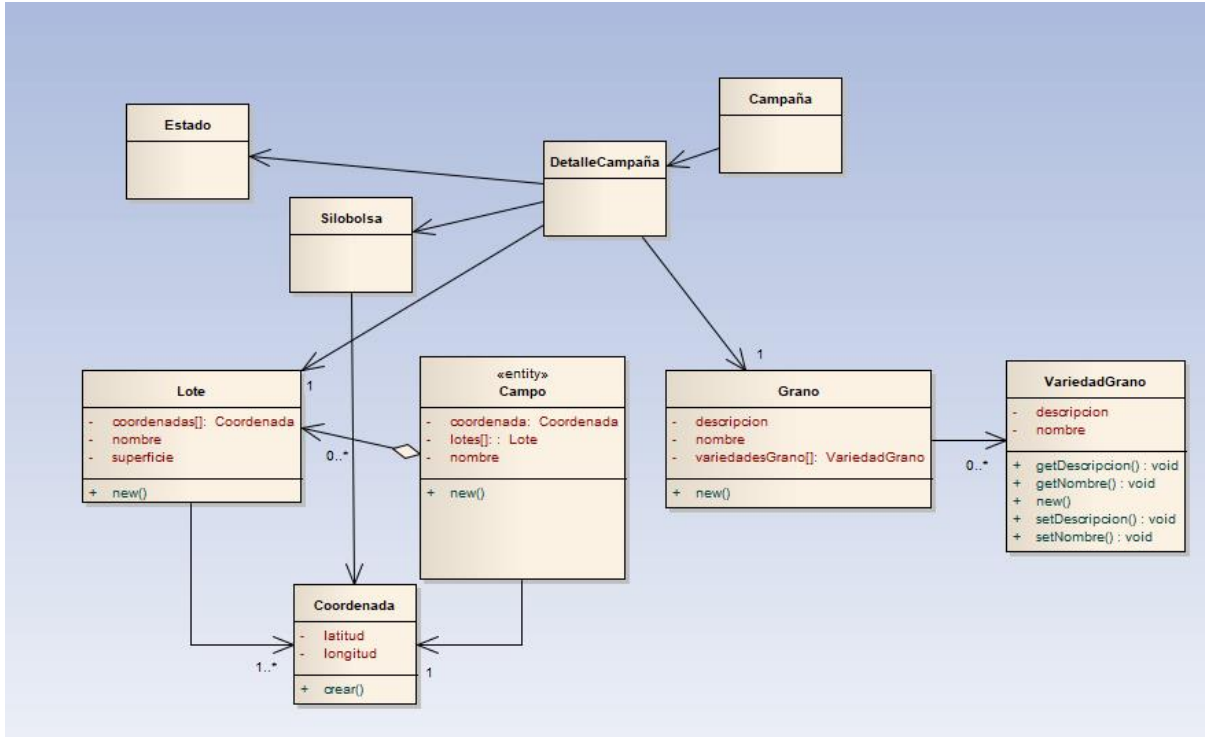 Campaña
Estado
DetalleCampaña
Silobolsa
1
1
Lote
- coordenadas[]: Coordenada
- nombre
- superficie
+ new()
0..*
«entity»
Campo
- coordenada: Coordenada
- lotes[]: : Lote
- nombre
+ new()
Grano
- descripcion
- nombre
- variedadesGrano[]: VariedadGrano
+ new()
0..*
VariedadGrano
- descripcion
- nombre
+ getDescripcion() : void
+ getNombre() : void
+ new()
+ setDescripcion() : void
+ setNombre() : void
Coordenada
- latitud
- longitud
+ crear()
1..*
1